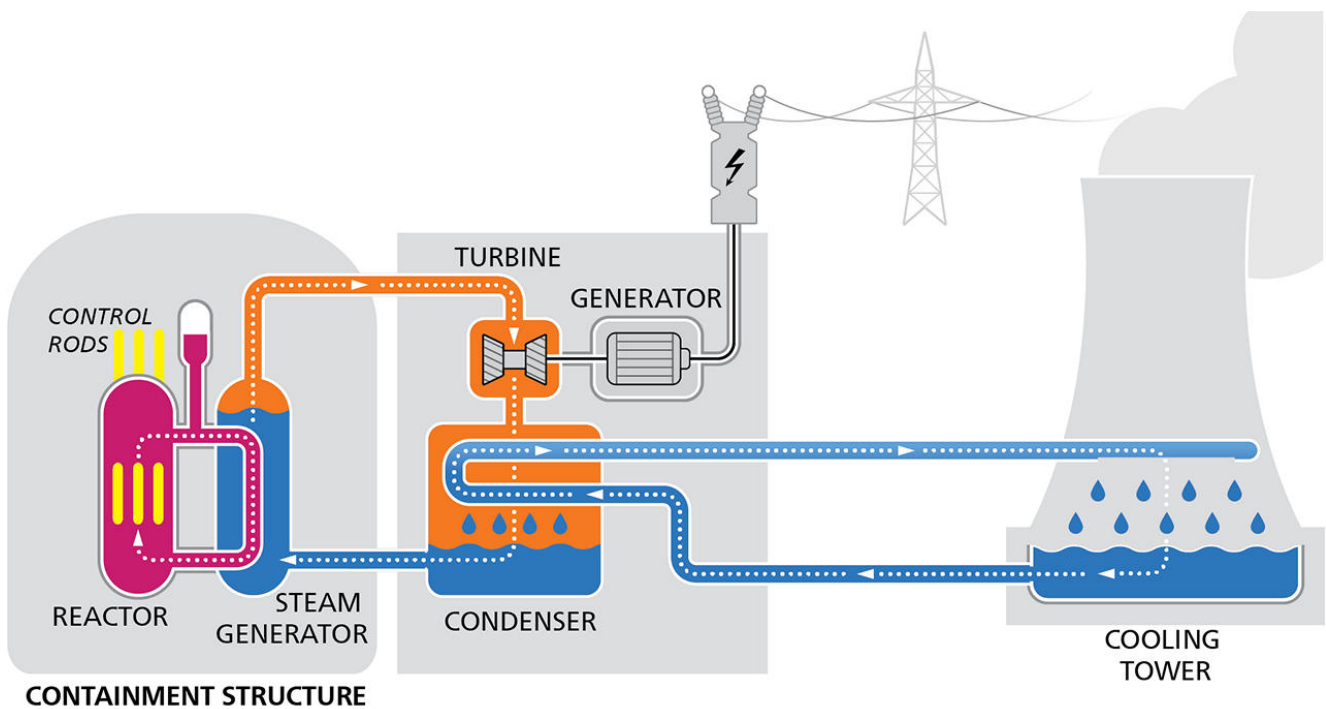 TURBINE
GENERATOR
CONTROL
RODS
REACTOR
STEAM
GENERATOR
CONDENSER
COOLING
TOWER
CONTAINMENT STRUCTURE